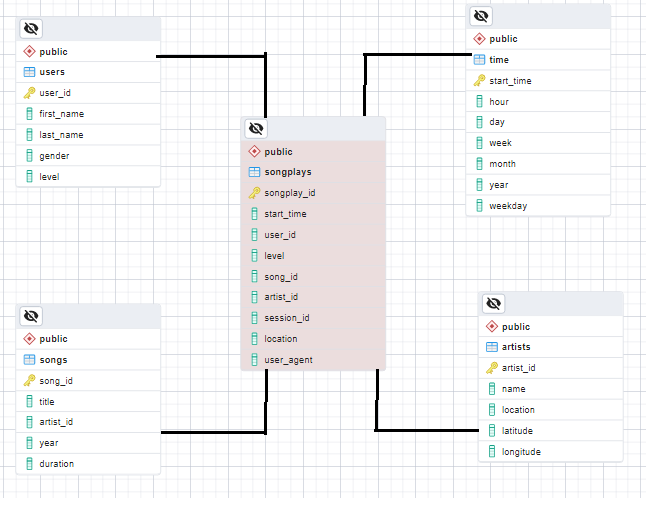 public
users
user_id
first_name
last_name
gender
level
public
time
start_time
hour
day
week
month
year
weekday
public
songplays
songplay_id
start_time
user_id
level
song_id
artist_id
session_id
location
user_agent
public
songs
song_id
title
artist_id
year
duration
public
artists
artist_id
name
location
latitude
longitude